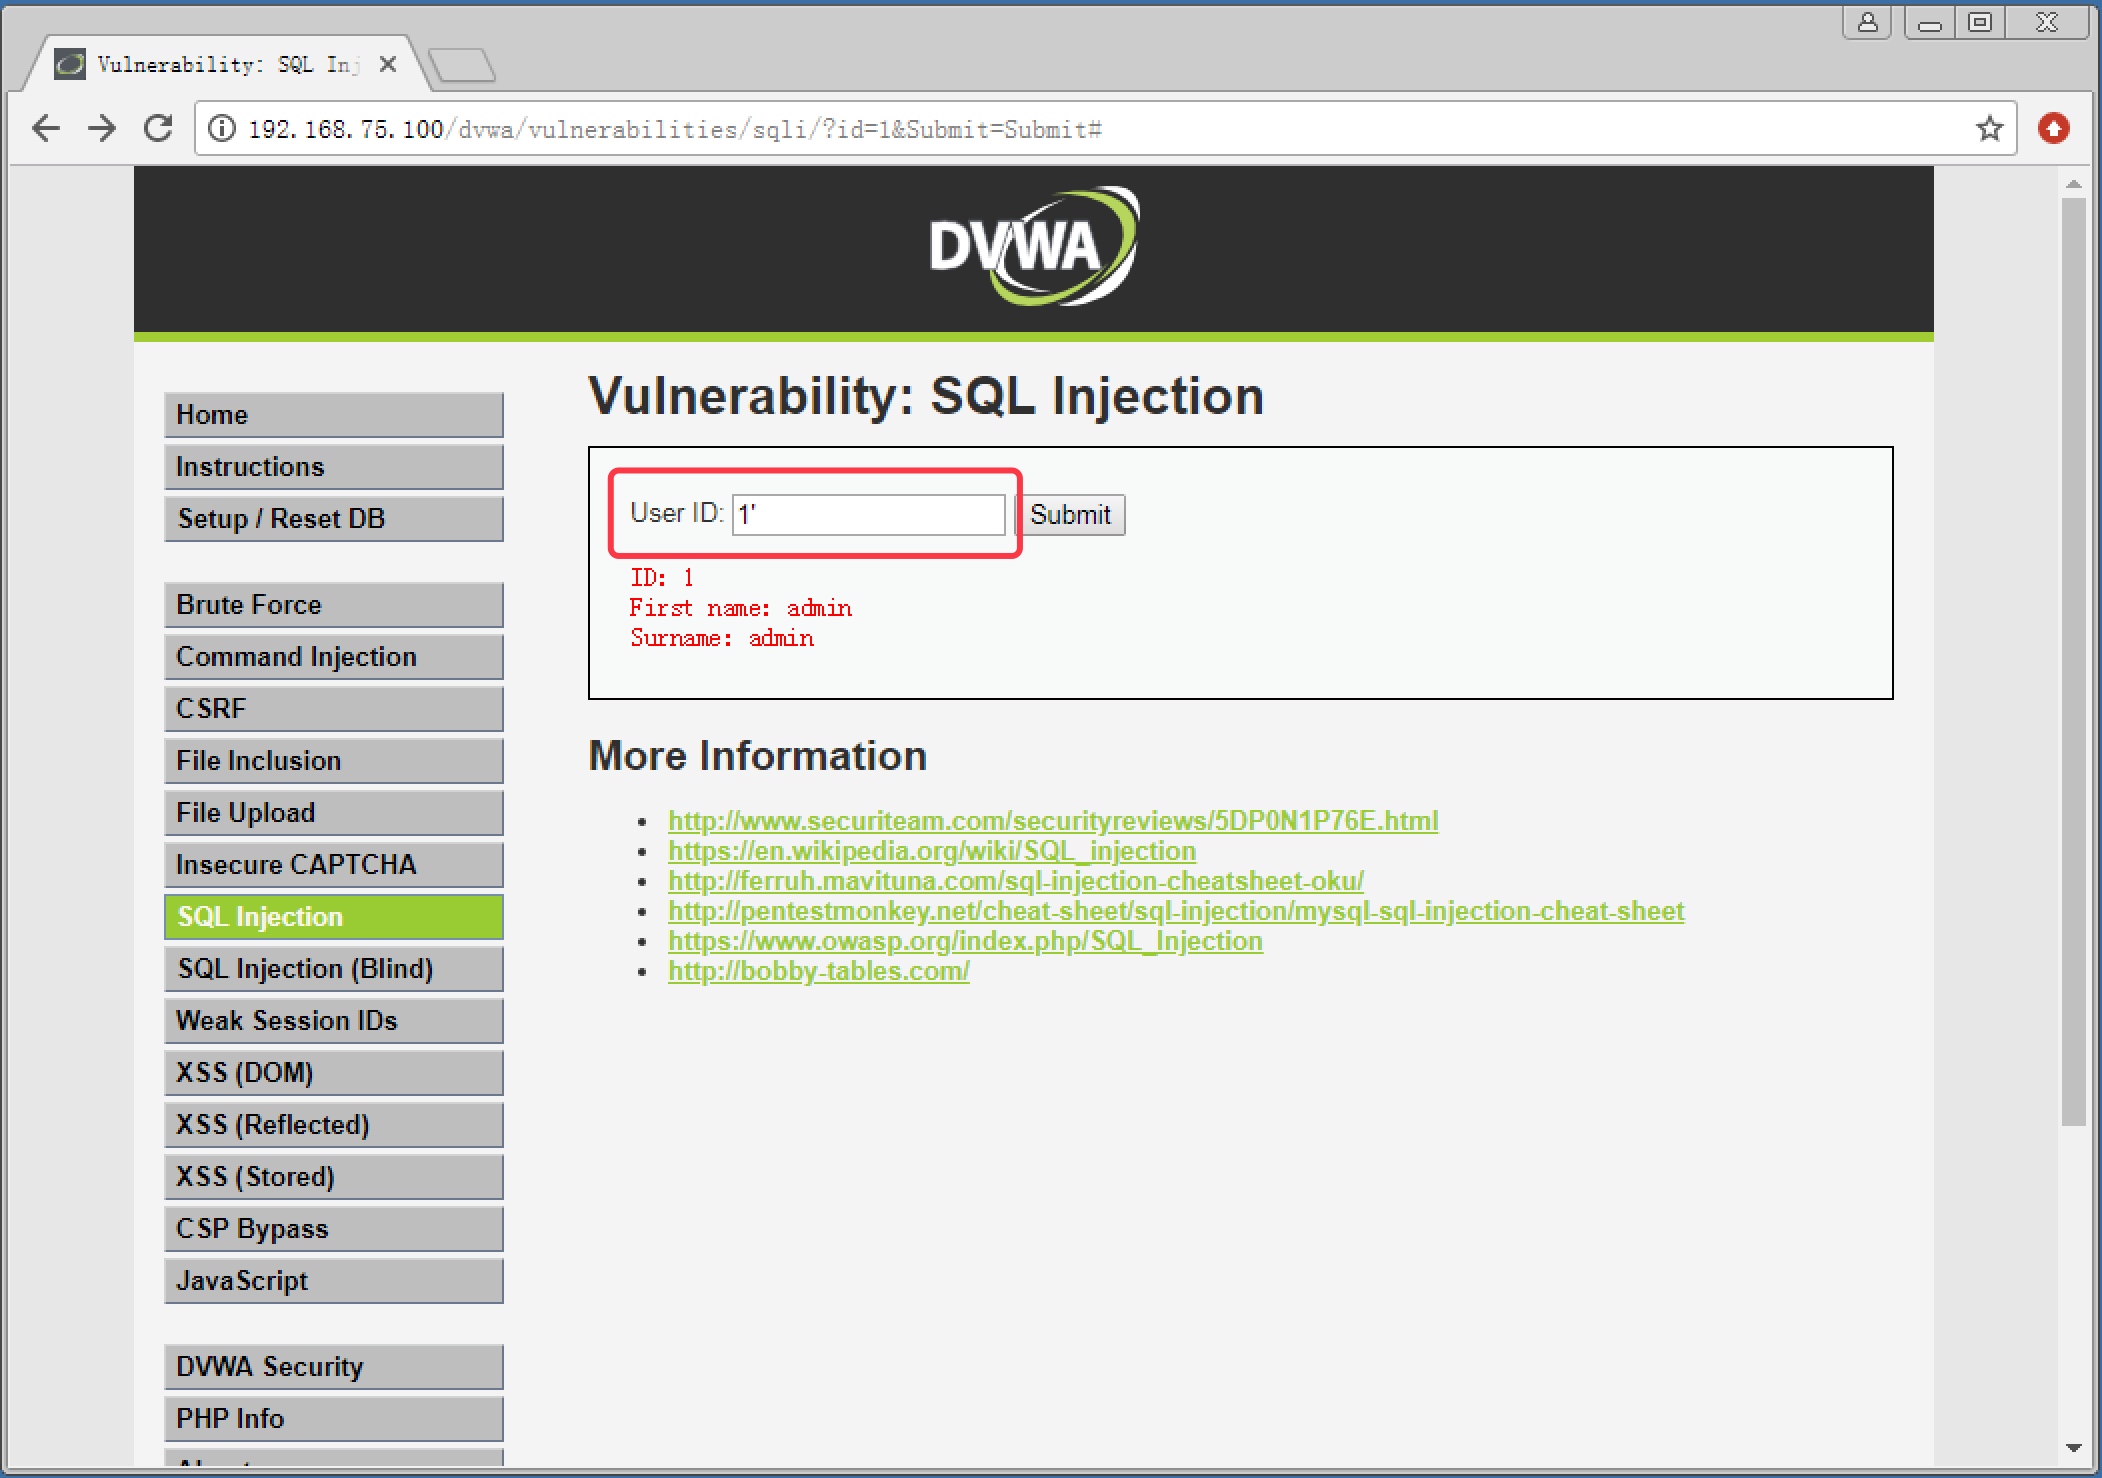 Vulnerability: SQL Inj
192.168.75.100/dvwa/vulnerabilities/sqli/?id=1&Submit=Submit#
DVWA
Home
Instructions
Setup / Reset DB
Brute Force
Command Injection
CSRF
File Inclusion
File Upload
Insecure CAPTCHA
SQL Injection
SQL Injection (Blind)
Weak Session IDs
XSS (DOM)
XSS (Reflected)
XSS (Stored)
CSP Bypass
JavaScript
DVWA Security
PHP Info
Vulnerability: SQL Injection
User ID: 1' Submit
ID: 1
First name: admin
Surname: admin
More Information
http://www.securiteam.com/securityreviews/5DP0N1P76E.html
https://en.wikipedia.org/wiki/SQL_injection
http://ferruh.mavituna.com/sql-injection-cheatsheet-oku/
http://pentestmonkey.net/cheat-sheet/sql-injection/mysql-sql-injection-cheat-sheet
https://www.owasp.org/index.php/SQL_Injection
http://bobby-tables.com/